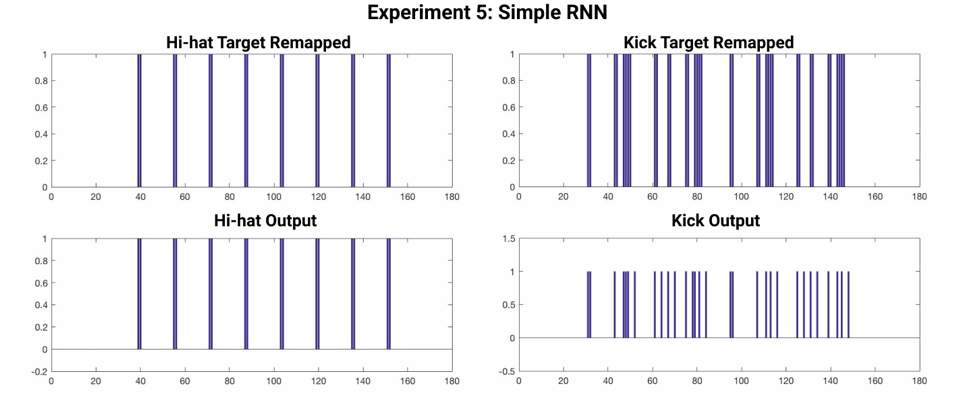 Experiment 5: Simple RNN
Hi-hat Target Remapped
1
0.8
0.6
0.4
0.2
0
0 20 40 60 80 100 120 140 160 180
Kick Target Remapped
1
0.8
0.6
0.4
0.2
0
0 20 40 60 80 100 120 140 160 180
Hi-hat Output
1
0.8
0.6
0.4
0.2
0
-0.2
0 20 40 60 80 100 120 140 160 180
Kick Output
1.5
1
0.5
0
-0.5
0 20 40 60 80 100 120 140 160 180